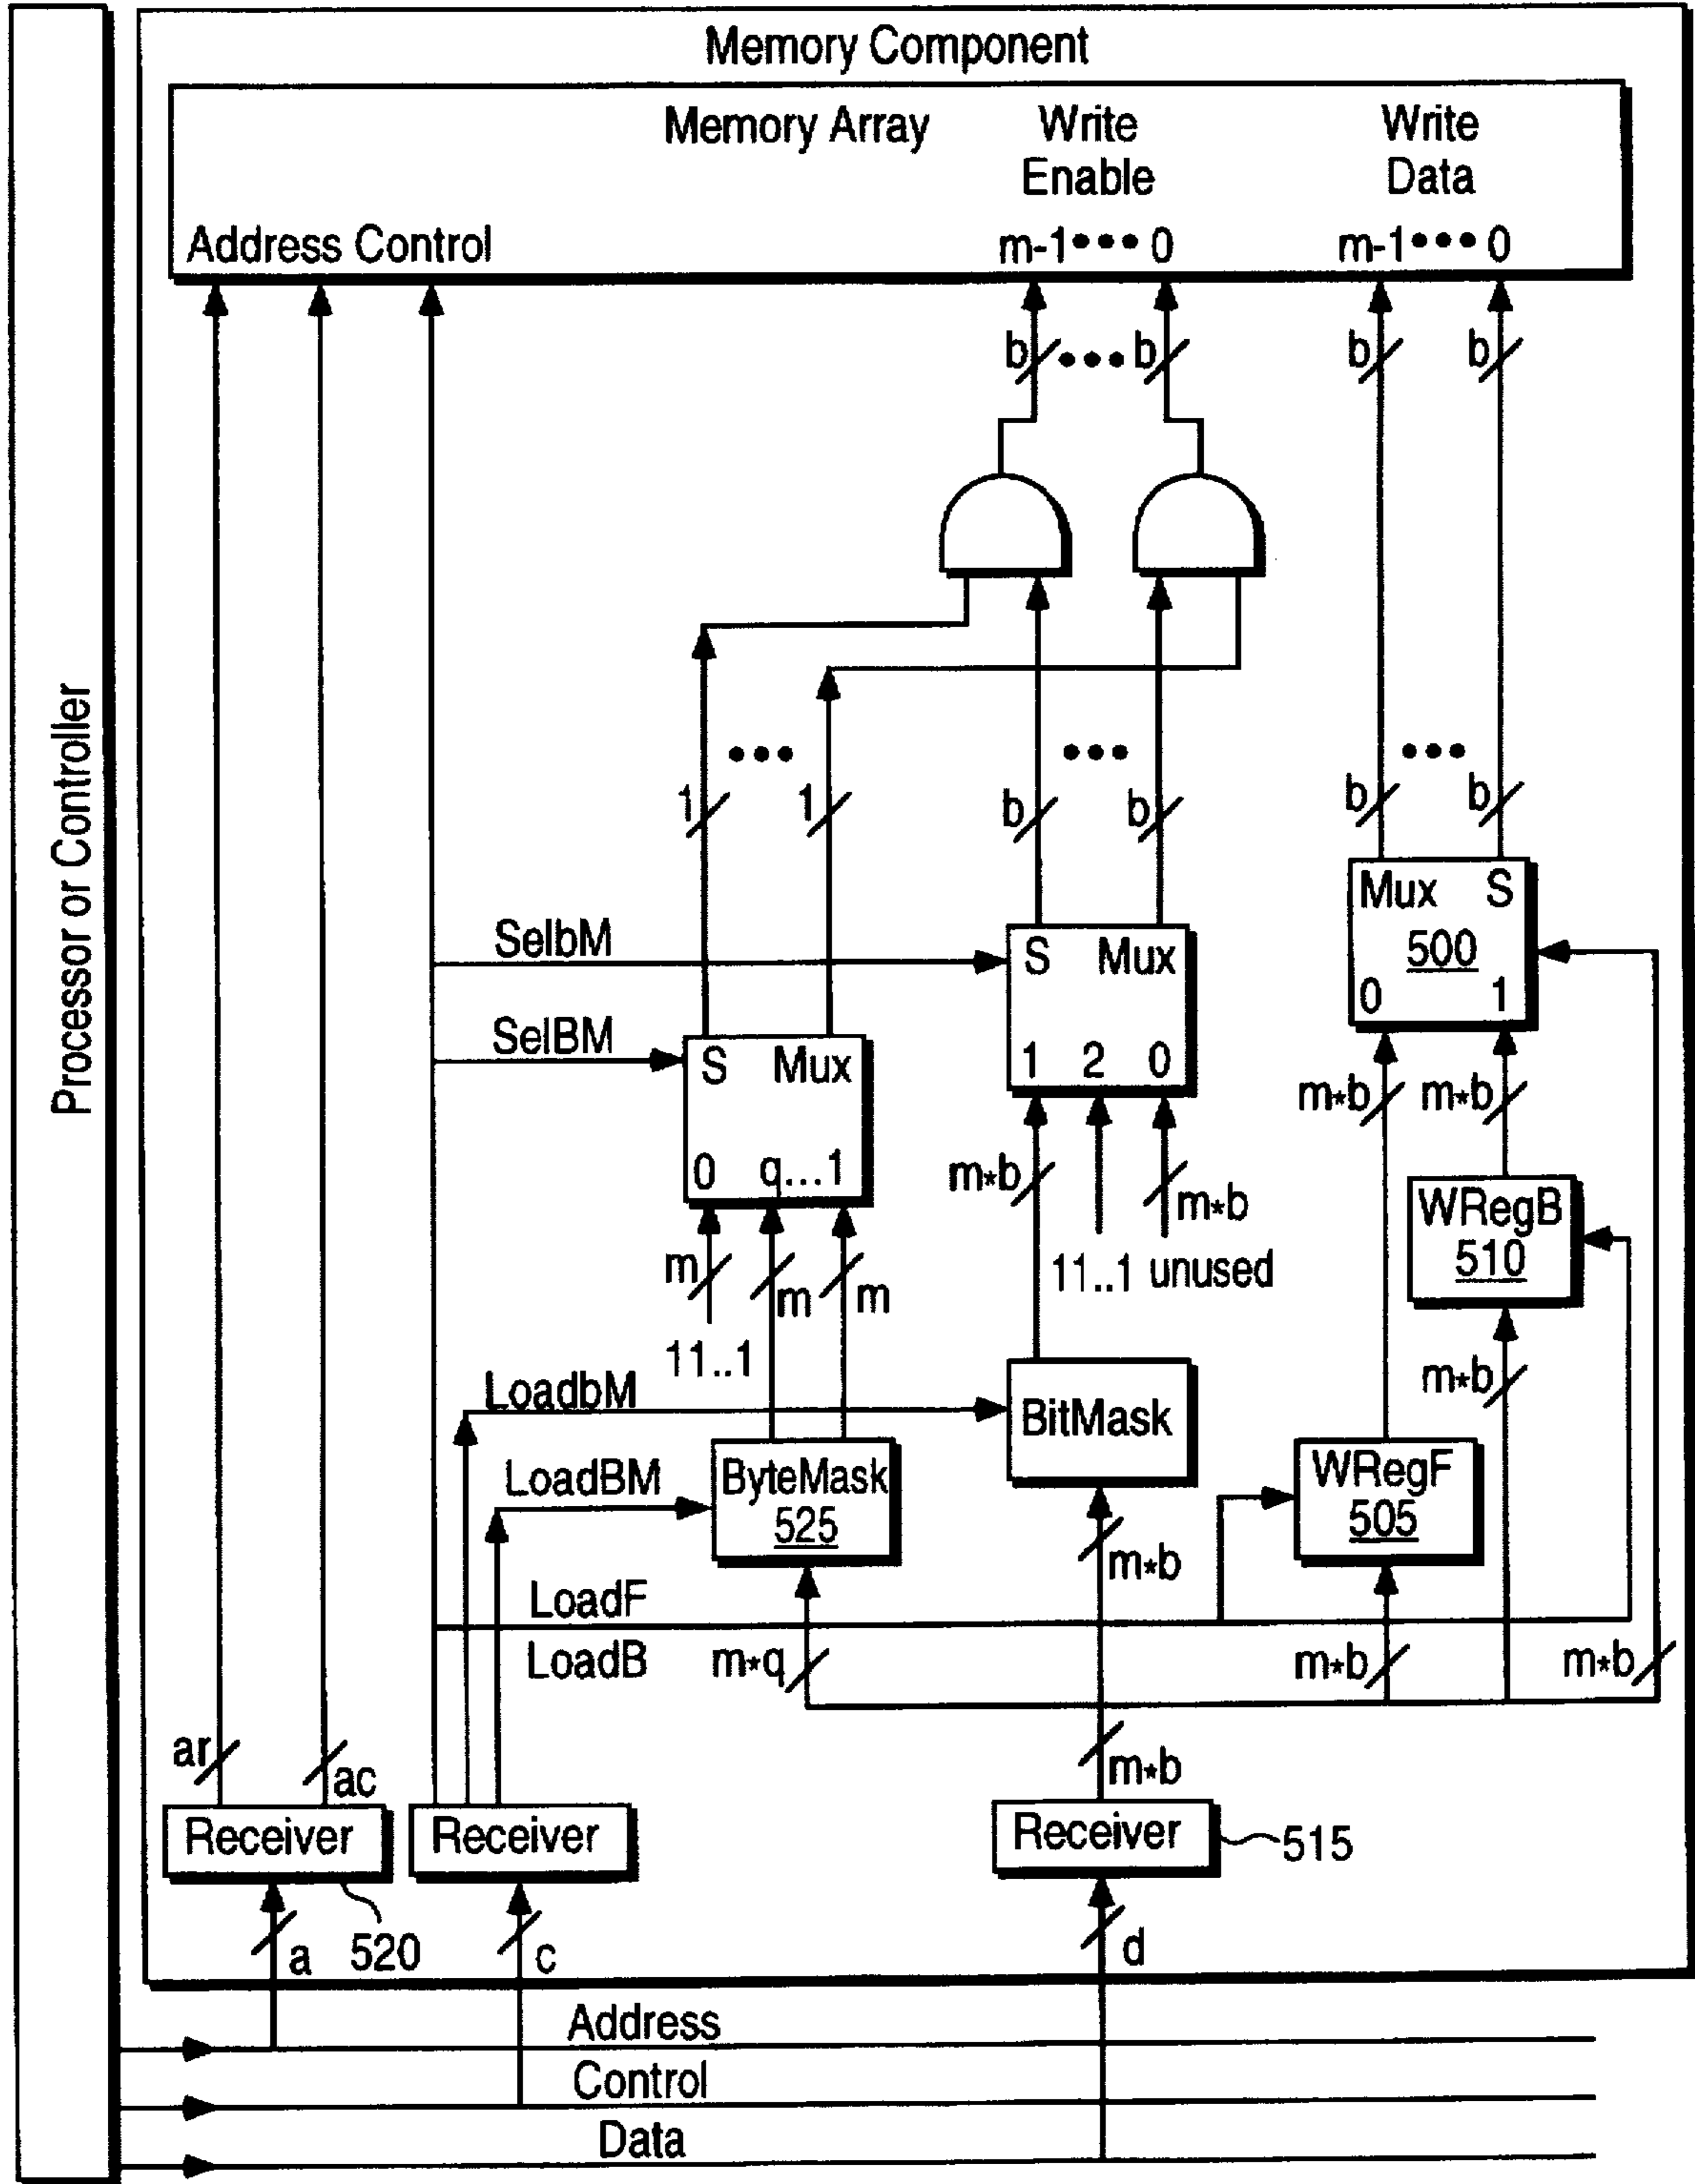 Memory Component
Memory Array
Write Enable
Write Data
Address Control
m-1••• 0
m-1••• 0
b ••• b
b
b
Processor or Controller
•••
•••
•••
1
1
b
b
b
b
Mux S
500
0 1
SelbM
S Mux
1 2 0
SelBM
S Mux
0 q...1
m*b
m*b
m*b
m*b
WRegB
510
m
m
m
11..1
11..1 unused
m*b
LoadbM
BitMask
LoadBM
ByteMask
525
WRegF
505
m*b
LoadF
LoadB
m*q
m*b
m*b
ar
ac
m*b
Receiver
Receiver
Receiver
515
520
a
c
d
Address
Control
Data